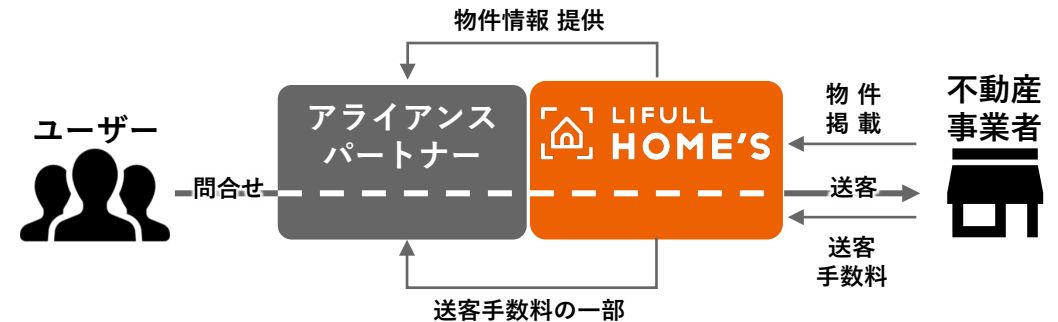 物件情報 提供
ユーザー
アライアンス
パートナー
LIFULL
HOME'S
物 件
掲 載
不動産
事業者
問合せ
送客
送客
手数料
送客手数料の一部